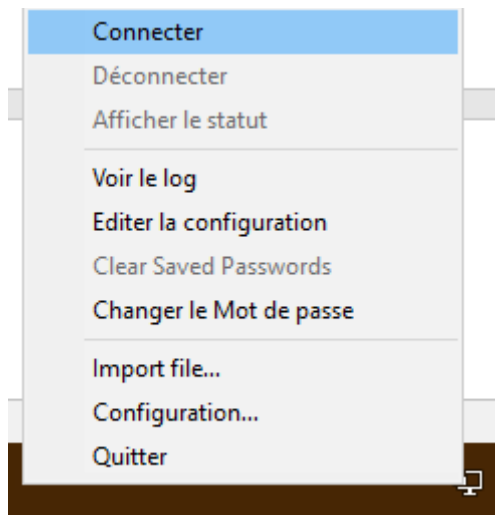 Connecter
Déconnecter
Afficher le statut
Voir le log
Editer la configuration
Clear Saved Passwords
Changer le Mot de passe
Import file...
Configuration...
Quitter